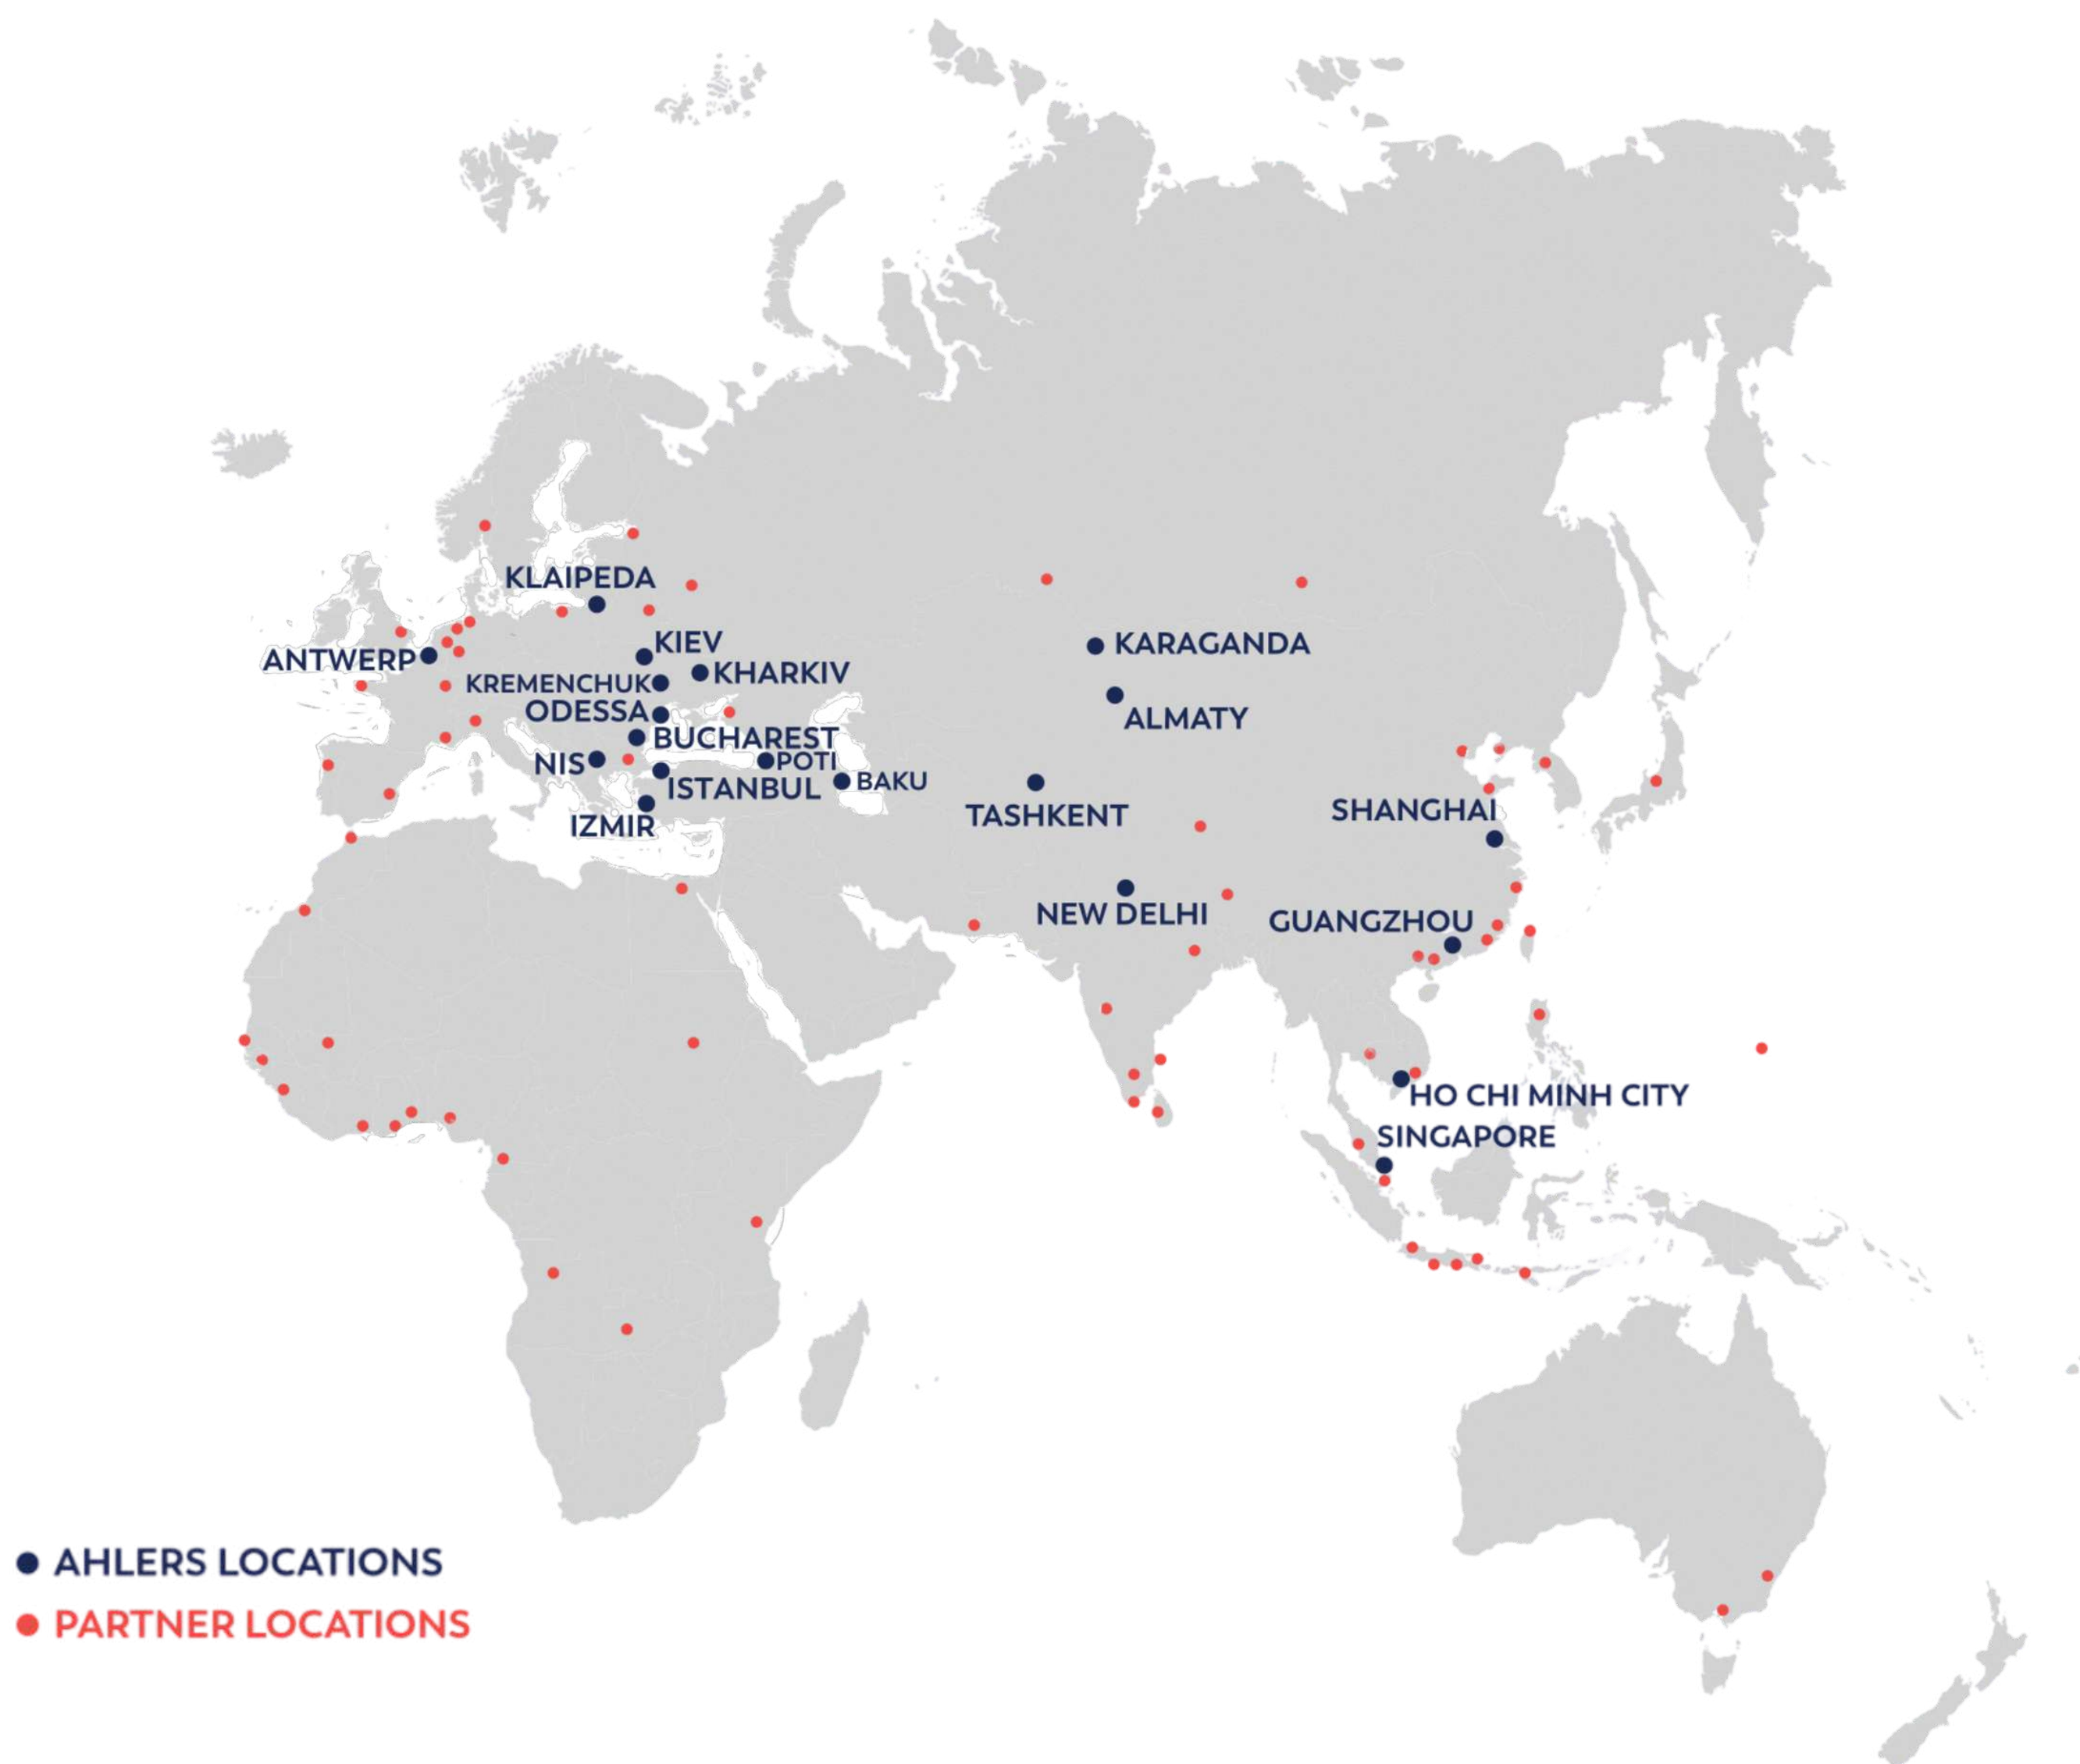 KLAIPEDA
KIEV
ANTWERP
KHARKIV
KREMENCHUK
ODESSA
BUCHAREST
NIS
POTI
ISTANBUL
BAKU
IZMIR
KARAGANDA
ALMATY
TASHKENT
SHANGHAI
NEW DELHI
GUANGZHOU
HO CHI MINH CITY
SINGAPORE
AHLERS LOCATIONS
PARTNER LOCATIONS